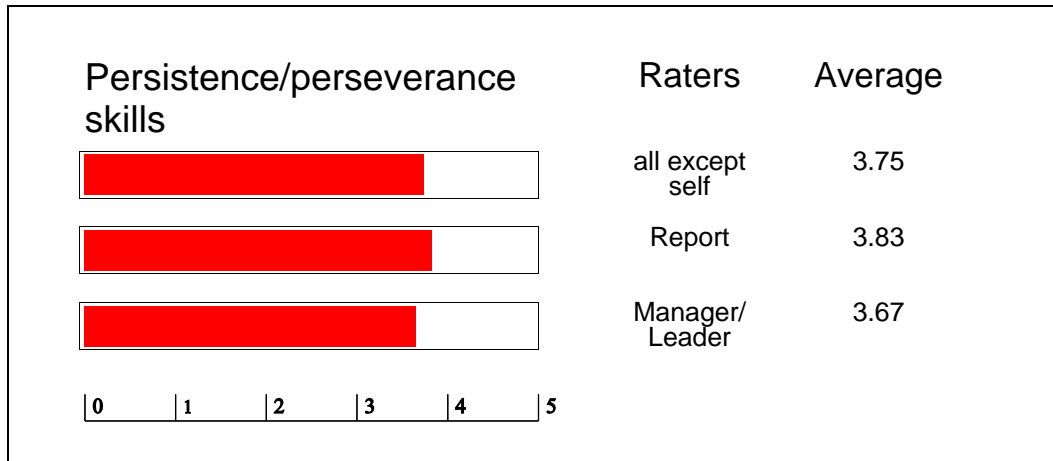 Persistence/perseverance
skills
Raters
Average
all except
self
3.75
Report
3.83
Manager/
Leader
3.67
0 1 2 3 4 5